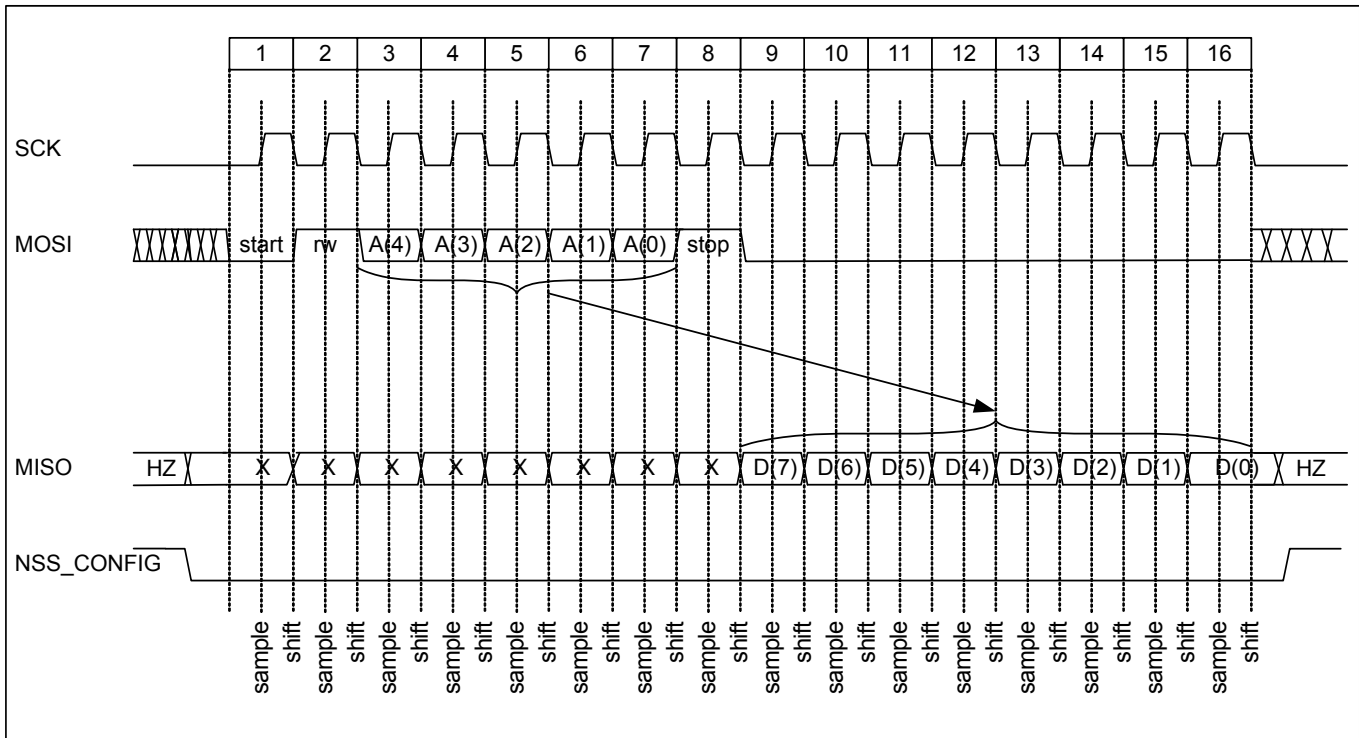 1 2 3 4 5 6 7 8 9 10 11 12 13 14 15 16
SCK
MOSI start rw A(4) A(3) A(2) A(1) A(0) stop
MISO HZ X X X X X X X X D(7) D(6) D(5) D(4) D(3) D(2) D(1) D(0) HZ
NSS_CONFIG
sample shift sample shift sample shift sample shift sample shift sample shift sample shift sample shift sample shift sample shift sample shift sample shift sample shift sample shift sample shift sample shift